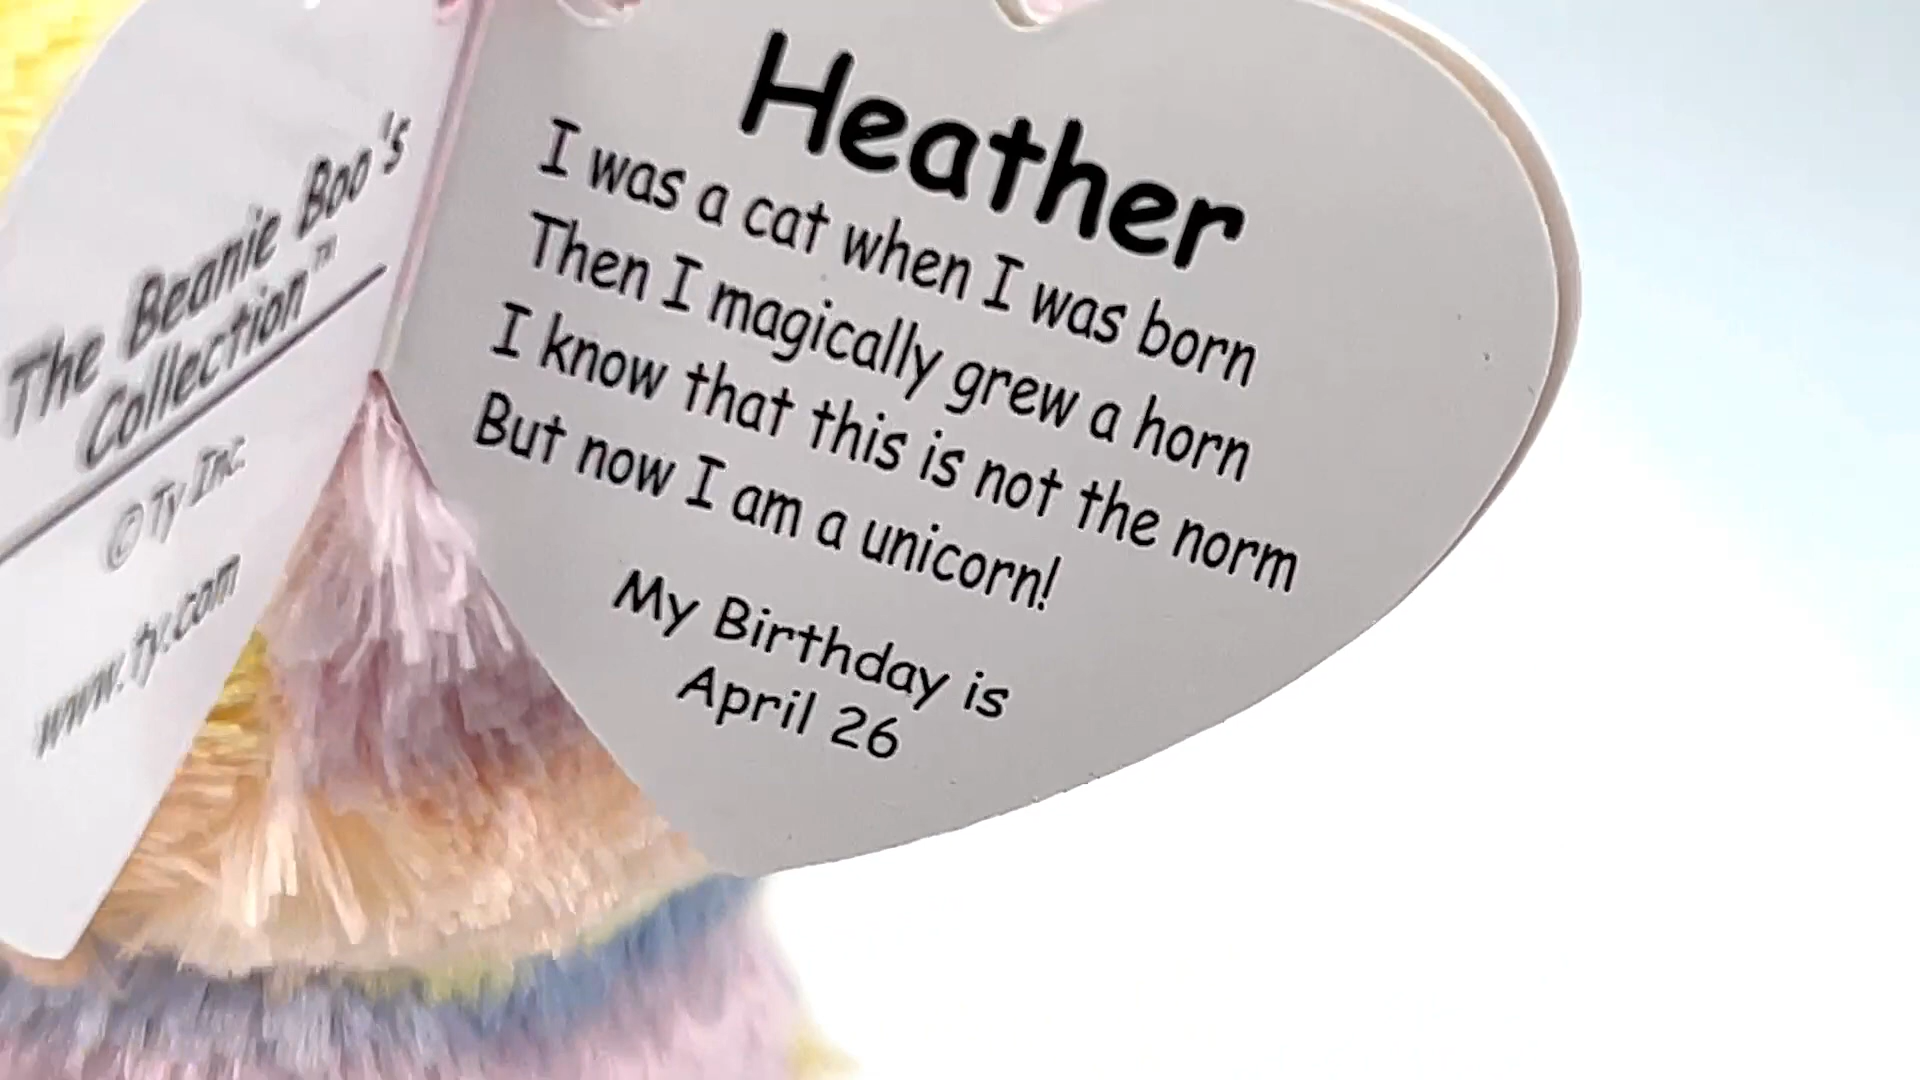 The Beanie Boo's
Collection™
© Ty Inc.
www.ty.com
Heather
I was a cat when I was born
Then I magically grew a horn
I know that this is not the norm
But now I am a unicorn!
My Birthday is
April 26